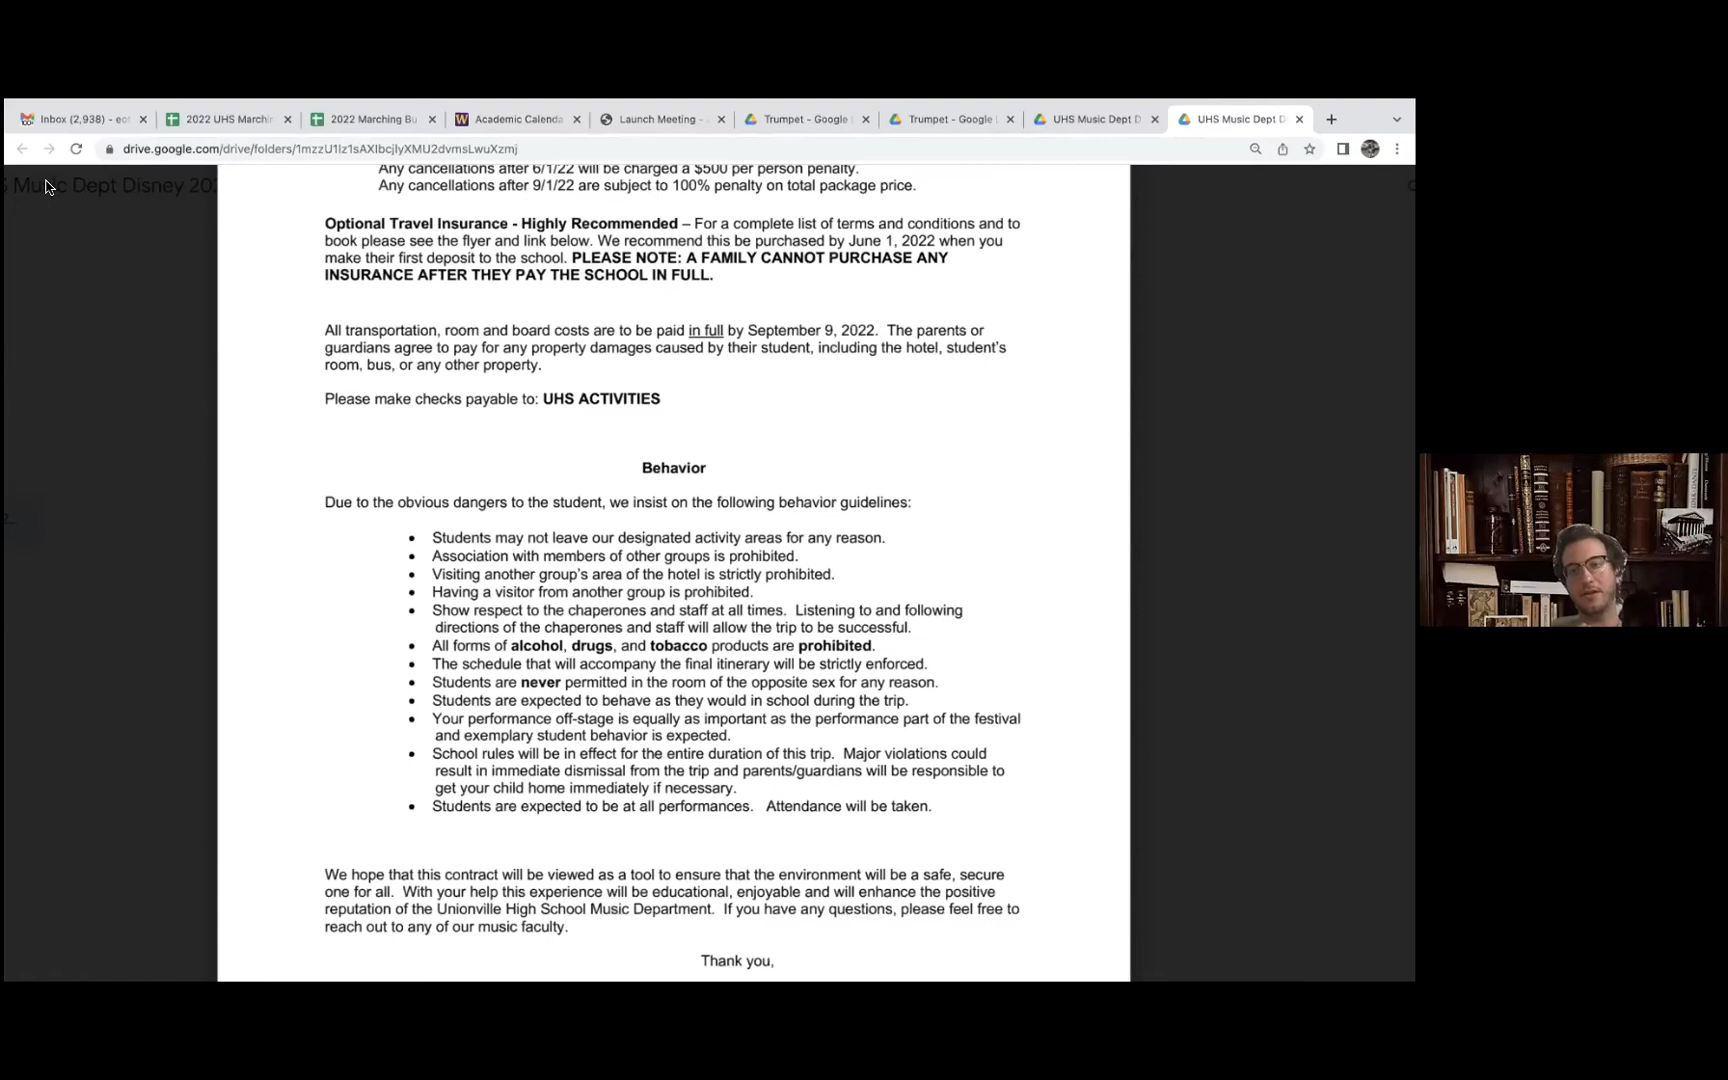 Inbox (2,938) - eo
2022 UHS Marchin
2022 Marching Bu
Academic Calenda
Launch Meeting -
Trumpet - Google
Trumpet - Google
UHS Music Dept D
UHS Music Dept D
drive.google.com/drive/folders/1mzzU1lz1sAXIbcjlyXMU2dvmsLwuXzmj
S Music Dept Disney 202
Any cancellations after 6/1/22 will be charged a $500 per person penalty.
Any cancellations after 9/1/22 are subject to 100% penalty on total package price.
Optional Travel Insurance - Highly Recommended – For a complete list of terms and conditions and to
book please see the flyer and link below. We recommend this be purchased by June 1, 2022 when you
make their first deposit to the school. PLEASE NOTE: A FAMILY CANNOT PURCHASE ANY
INSURANCE AFTER THEY PAY THE SCHOOL IN FULL.
All transportation, room and board costs are to be paid in full by September 9, 2022. The parents or
guardians agree to pay for any property damages caused by their student, including the hotel, student's
room, bus, or any other property.
Please make checks payable to: UHS ACTIVITIES
Behavior
Due to the obvious dangers to the student, we insist on the following behavior guidelines:
• Students may not leave our designated activity areas for any reason.
• Association with members of other groups is prohibited.
• Visiting another group's area of the hotel is strictly prohibited.
• Having a visitor from another group is prohibited.
• Show respect to the chaperones and staff at all times. Listening to and following
directions of the chaperones and staff will allow the trip to be successful.
• All forms of alcohol, drugs, and tobacco products are prohibited.
• The schedule that will accompany the final itinerary will be strictly enforced.
• Students are never permitted in the room of the opposite sex for any reason.
• Students are expected to behave as they would in school during the trip.
• Your performance off-stage is equally as important as the performance part of the festival
and exemplary student behavior is expected.
• School rules will be in effect for the entire duration of this trip. Major violations could
result in immediate dismissal from the trip and parents/guardians will be responsible to
get your child home immediately if necessary.
• Students are expected to be at all performances. Attendance will be taken.
We hope that this contract will be viewed as a tool to ensure that the environment will be a safe, secure
one for all. With your help this experience will be educational, enjoyable and will enhance the positive
reputation of the Unionville High School Music Department. If you have any questions, please feel free to
reach out to any of our music faculty.
Thank you,